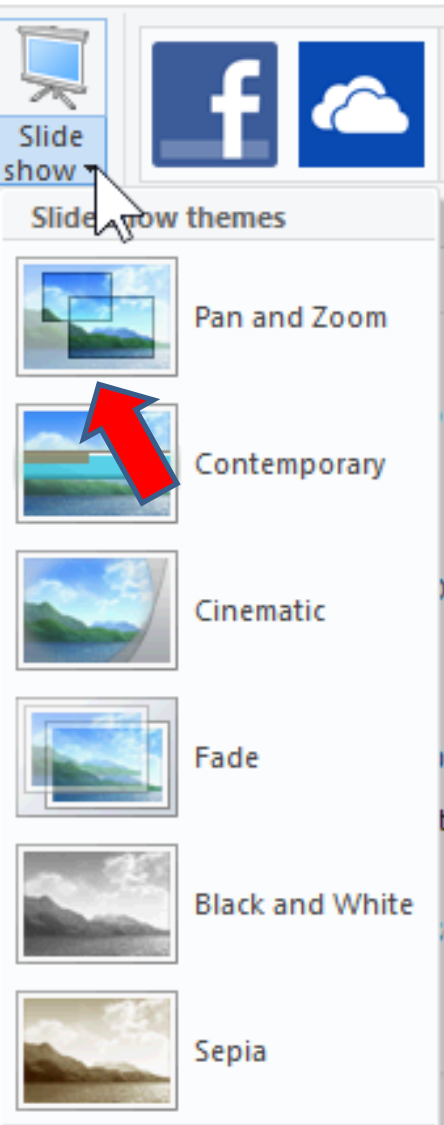 Slide
show
f
Slide show themes
Pan and Zoom
Contemporary
Cinematic
Fade
Black and White
Sepia